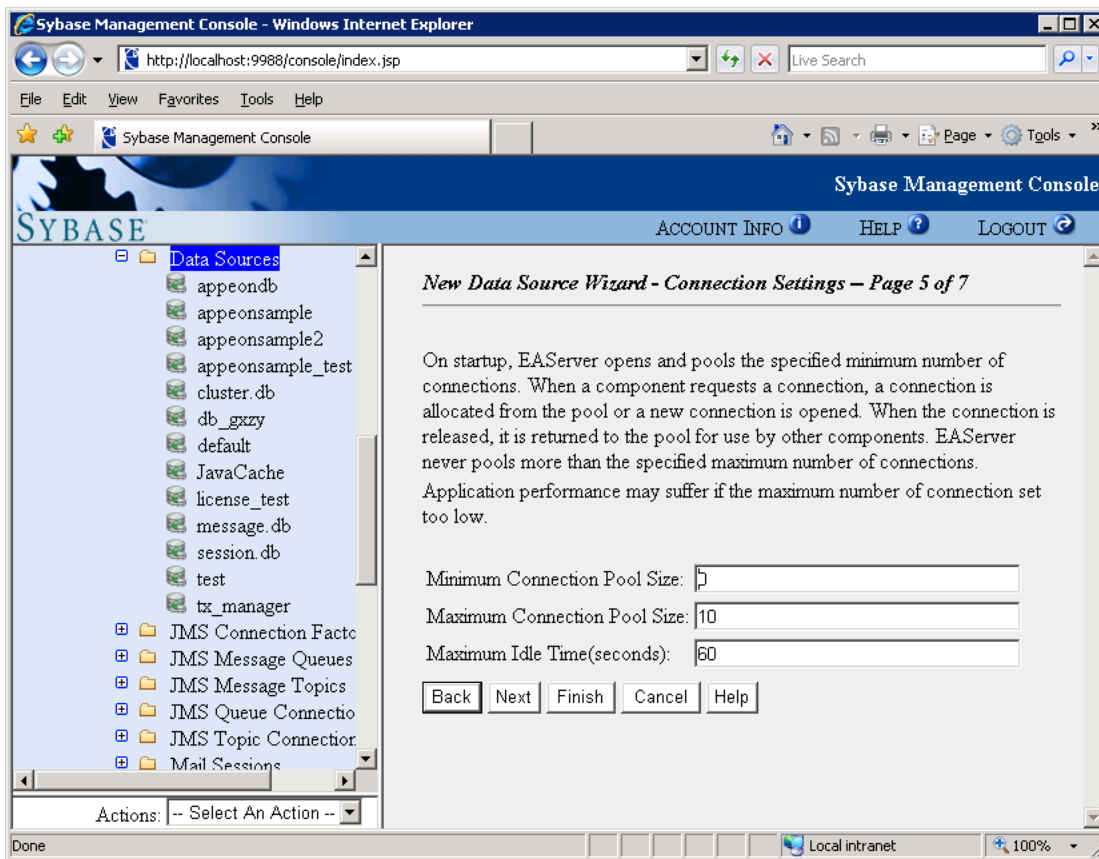 Sybase Management Console - Windows Internet Explorer
http://localhost:9988/console/index.jsp
Live Search
File Edit View Favorites Tools Help
Sybase Management Console
Page Tools
Sybase Management Console
SYBASE
ACCOUNT INFO HELP LOGOUT
Data Sources
appeondb
appeonsample
appeonsample2
appeonsample_test
cluster.db
db_gxzy
default
JavaCache
license_test
message.db
session.db
test
tx_manager
JMS Connection Facto
JMS Message Queues
JMS Message Topics
JMS Queue Connectio
JMS Topic Connection
Mail Sessions
Actions: -- Select An Action --
New Data Source Wizard - Connection Settings -- Page 5 of 7
On startup, EAServer opens and pools the specified minimum number of
connections. When a component requests a connection, a connection is
allocated from the pool or a new connection is opened. When the connection is
released, it is returned to the pool for use by other components. EAServer
never pools more than the specified maximum number of connections.
Application performance may suffer if the maximum number of connection set
too low.
Minimum Connection Pool Size:
Maximum Connection Pool Size: 10
Maximum Idle Time(seconds): 60
Back Next Finish Cancel Help
Done
Local intranet
100%